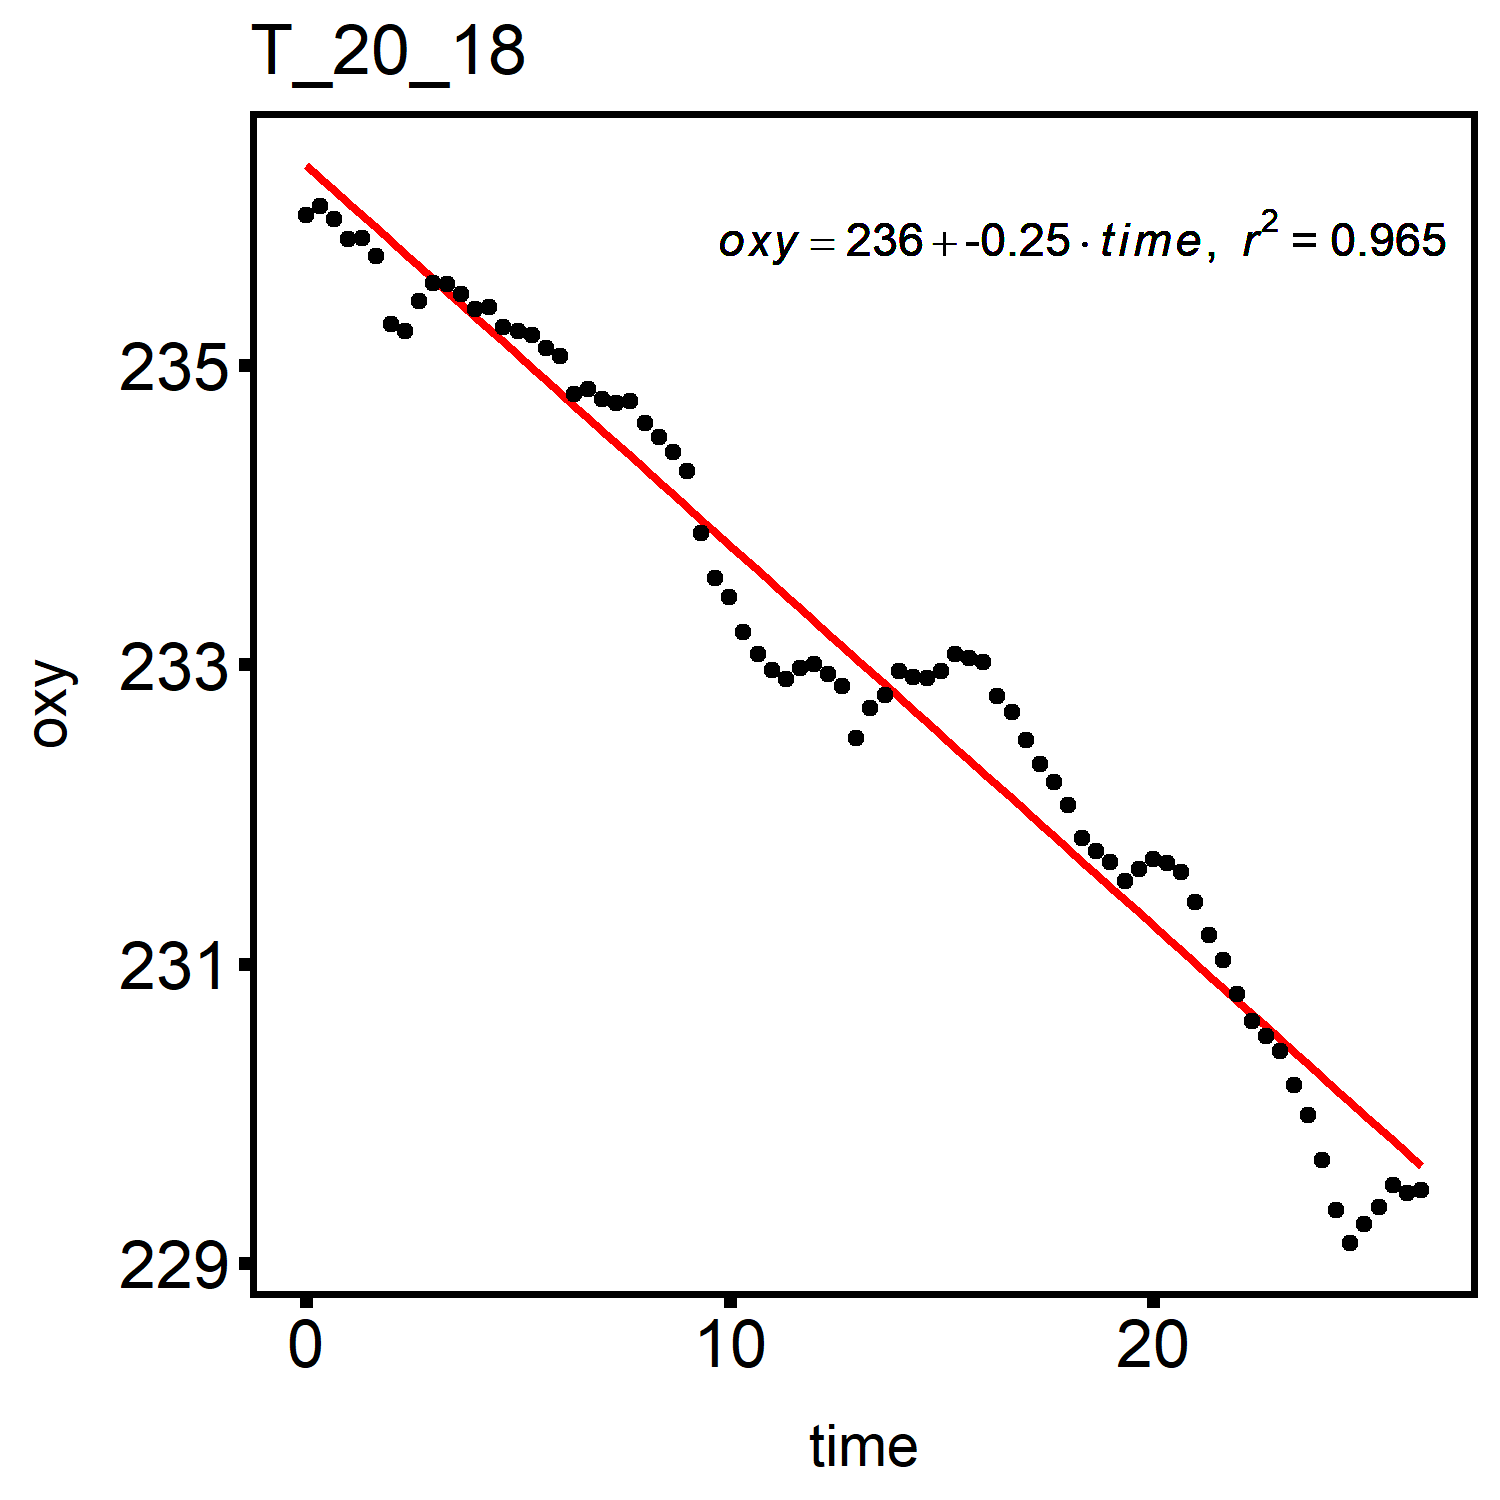 T_20_18
oxy = 236 + -0.25 · time, r² = 0.965
235
233
231
229
oxy
0 10 20
time